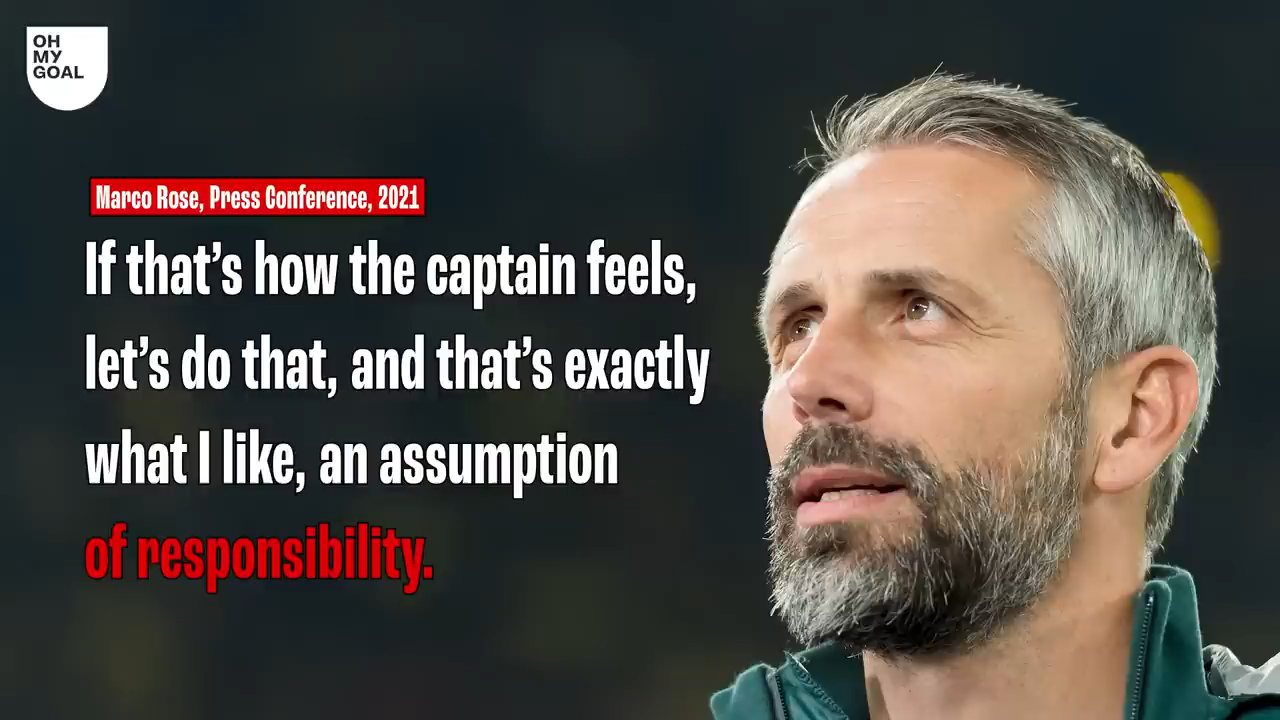 OH
MY
GOAL
Marco Rose, Press Conference, 2021
If that’s how the captain feels,
let’s do that, and that’s exactly
what I like, an assumption
of responsibility.